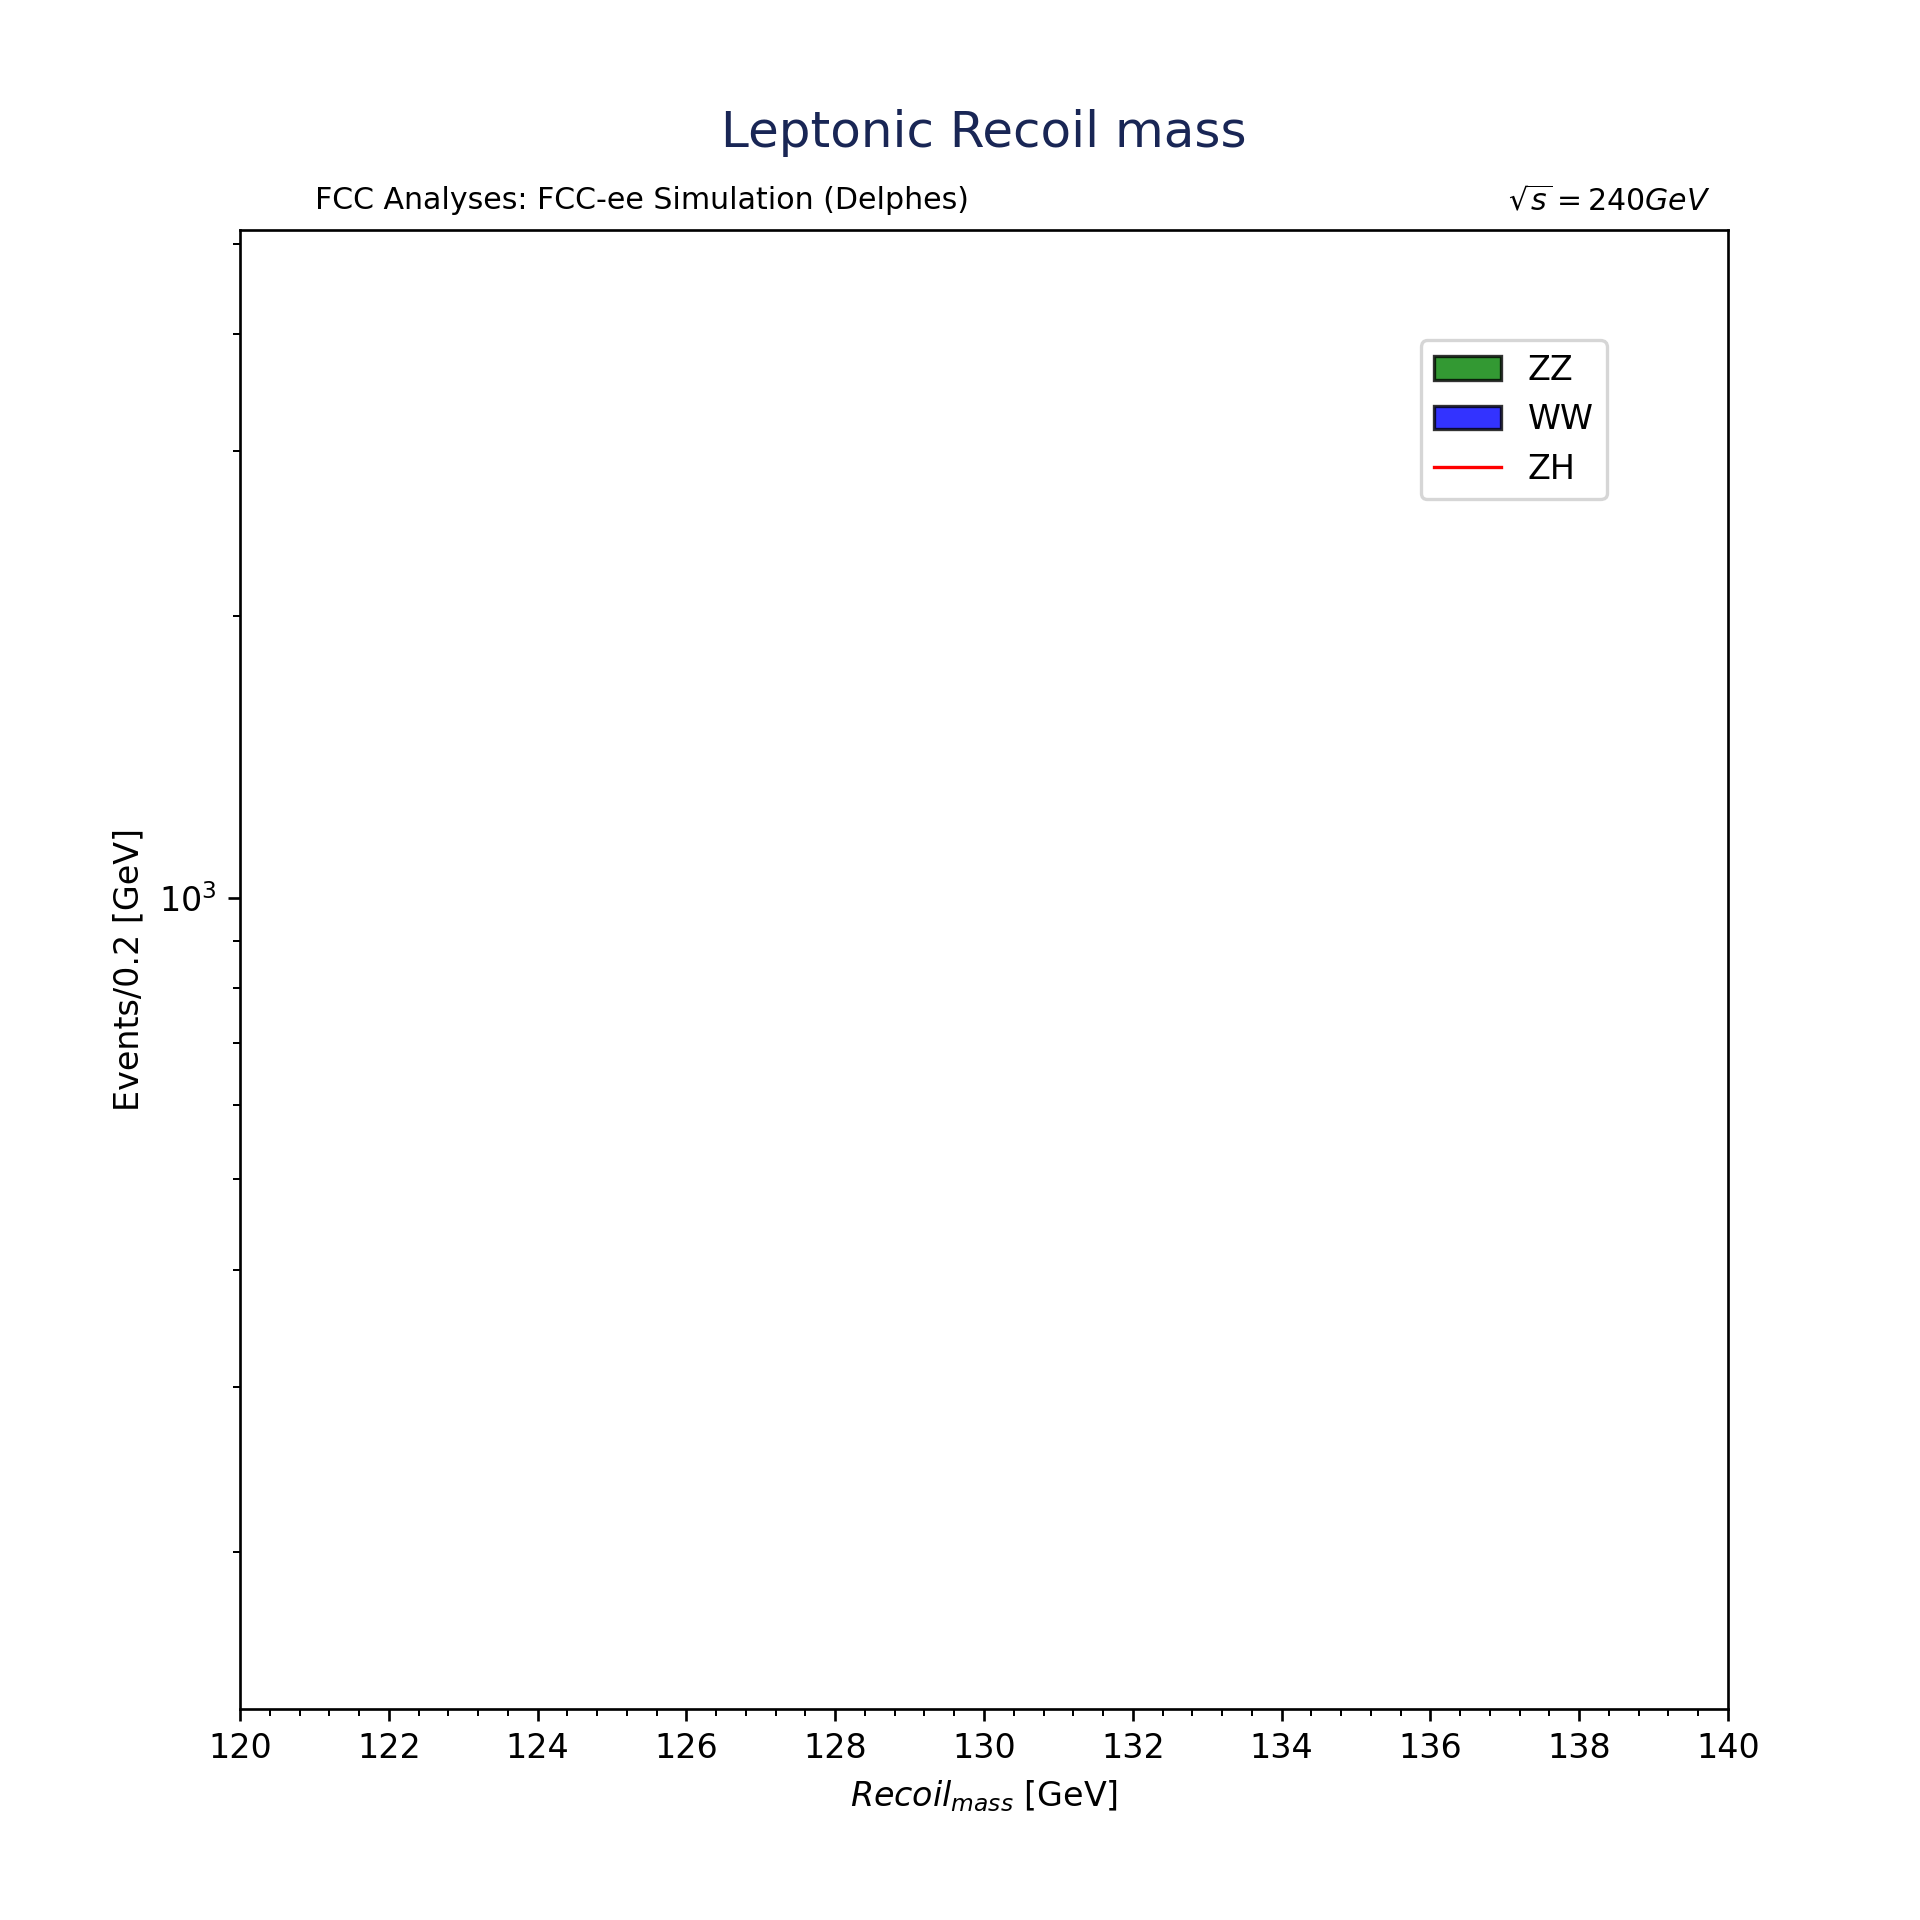 Leptonic Recoil mass
FCC Analyses: FCC-ee Simulation (Delphes)
√s = 240GeV
ZZ
WW
ZH
Events/0.2 [GeV]
10³
120 122 124 126 128 130 132 134 136 138 140
Recoil_mass [GeV]